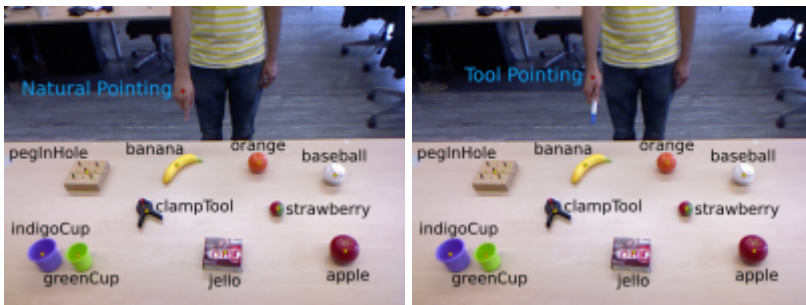 Natural Pointing
pegInHole
banana
orange
baseball
clampTool
strawberry
indigoCup
greenCup
jello
apple
Tool Pointing
pegInHole
banana
orange
baseball
clampTool
strawberry
indigoCup
greenCup
jello
apple